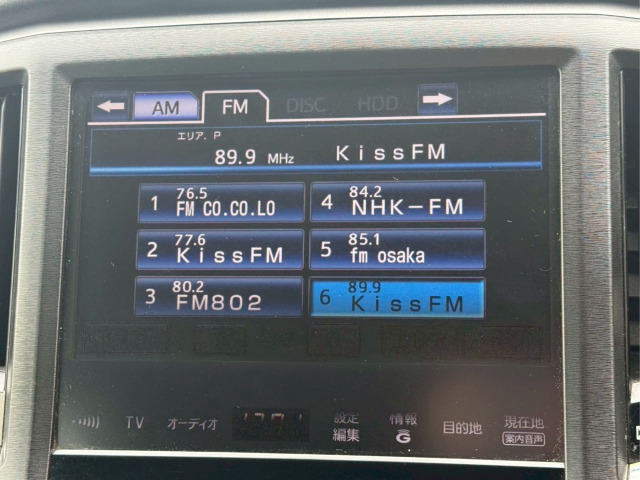 AM FM DISC HDD
エリア. P
89.9 MHz KissFM
1 76.5 FM CO.CO.LO
4 84.2 NHK-FM
2 77.6 KissFM
5 85.1 fm osaka
3 80.2 FM802
6 89.9 KissFM
TV オーディオ 設定 編集 情報 G 目的地 現在地 案内音声